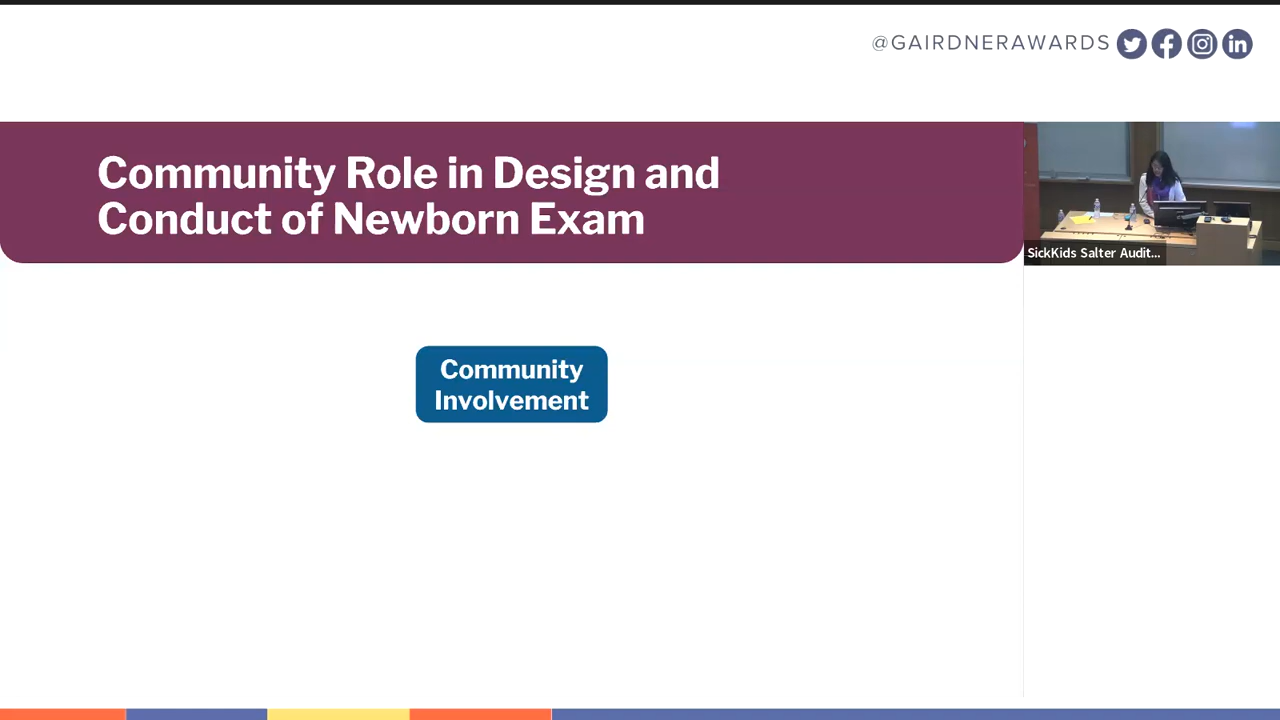 @GAIRDNERAWARDS
Community Role in Design and
Conduct of Newborn Exam
SickKids Salter Audit...
Community
Involvement